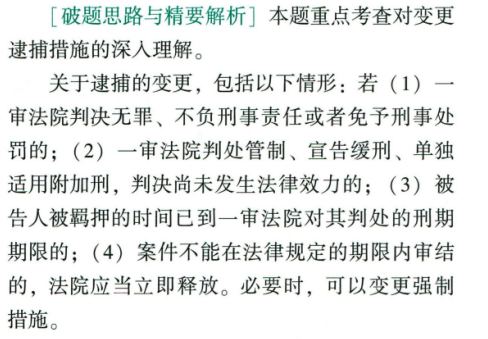 [破题思路与精要解析] 本题重点考查对变更
逮捕措施的深入理解。
关于逮捕的变更，包括以下情形：若（1）一
审法院判决无罪、不负刑事责任或者免予刑事处
罚的；（2）一审法院判处管制、宣告缓刑、单独
适用附加刑，判决尚未发生法律效力的；（3）被
告人被羁押的时间已到一审法院对其判处的刑期
期限的；（4）案件不能在法律规定的期限内审结
的，法院应当立即释放。必要时，可以变更强制
措施。